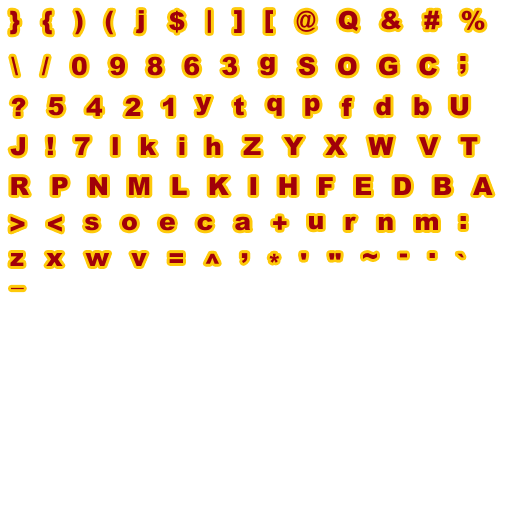 } { ) ( j $ | ] [ @ Q & # %
\ / 0 9 8 6 3 g S O G C ;
? 5 4 2 1 y t q p f d b U
J ! 7 l k i h Z Y X W V T
R P N M L K I H F E D B A
> < s o e c a + u r n m :
z x w v = ^ , * ' " ~ - . `
_